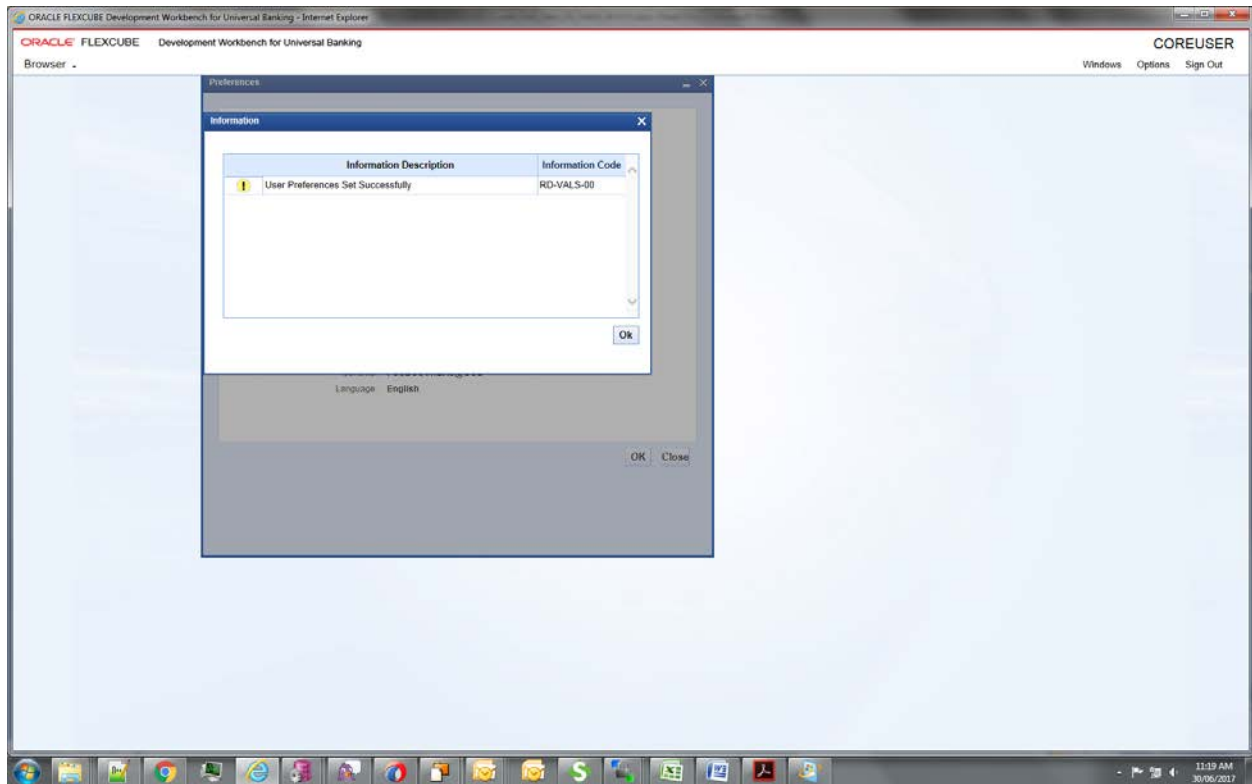 ORACLE FLEXCUBE Development Workbench for Universal Banking - Internet Explorer
ORACLE FLEXCUBE Development Workbench for Universal Banking
COREUSER
Browser
Windows Options Sign Out
Preferences
Information
Information Description Information Code
! User Preferences Set Successfully RD-VALS-00
Ok
Language English
OK Close
11:19 AM
30/06/2017